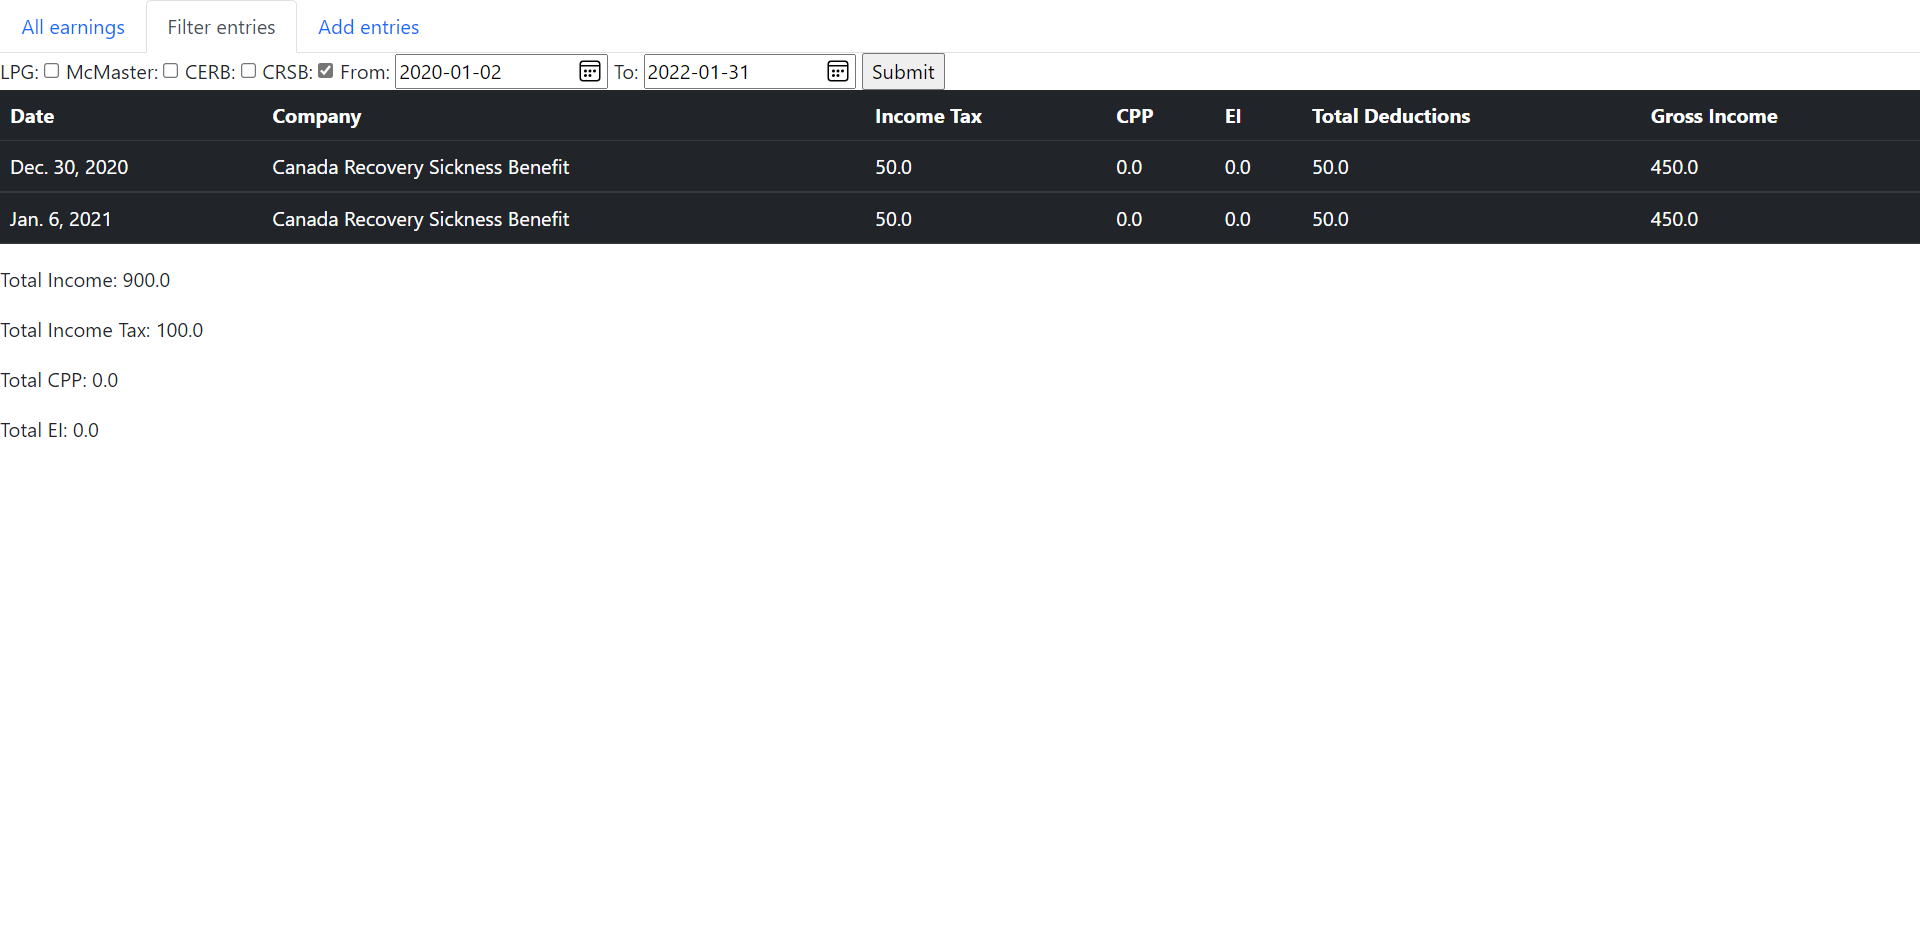 All earnings Filter entries Add entries
LPG: McMaster: CERB: CRSB: From: 2020-01-02 To: 2022-01-31 Submit
Date Company Income Tax CPP EI Total Deductions Gross Income
Dec. 30, 2020 Canada Recovery Sickness Benefit 50.0 0.0 0.0 50.0 450.0
Jan. 6, 2021 Canada Recovery Sickness Benefit 50.0 0.0 0.0 50.0 450.0
Total Income: 900.0
Total Income Tax: 100.0
Total CPP: 0.0
Total EI: 0.0